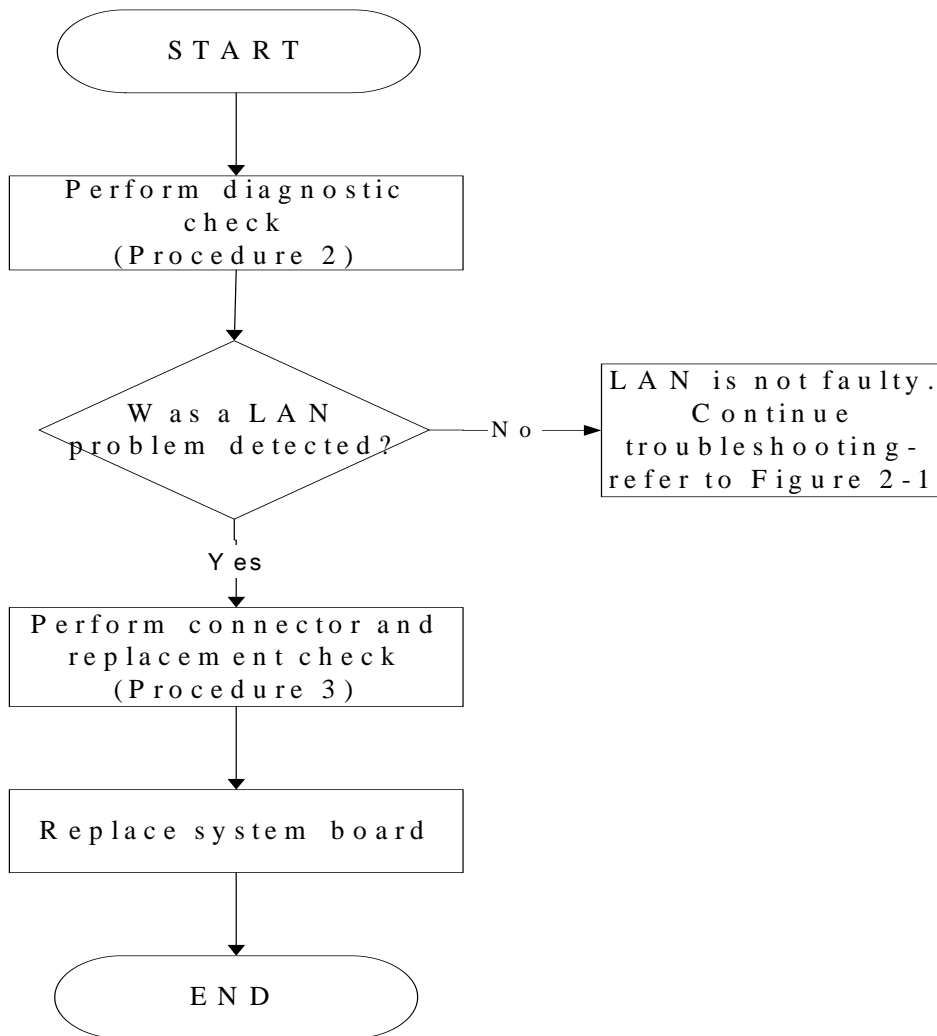 START
Perform diagnostic
check
(Procedure 2)
Was a LAN
problem detected?
No
LAN is not faulty.
Continue
troubleshooting-
refer to Figure 2-1
Yes
Perform connector and
replacement check
(Procedure 3)
Replace system board
END